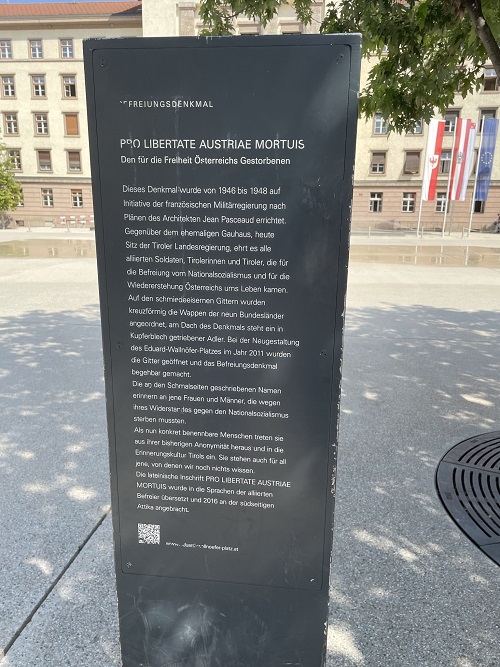 FREIUNGSDENKMAL
PRO LIBERTATE AUSTRIAE MORTUIS
Den für die Freiheit Österreichs Gestorbenen
Dieses Denkmal wurde von 1946 bis 1948 auf
Initiative der französischen Militärregierung nach
Plänen des Architekten Jean Pasceaud errichtet.
Gegenüber dem ehemaligen Gauhaus, heute
Sitz der Tiroler Landesregierung, ehrt es alle
alliierten Soldaten, Tirolerinnen und Tiroler, die für
die Befreiung vom Nationalsozialismus und für die
Wiedererstehung Österreichs ums Leben kamen.
Auf den schmiedeeisernen Gittern wurden
kreuzförmig die Wappen der neun Bundesländer
angeordnet, am Dach des Denkmals steht ein in
Kupferblech getriebener Adler. Bei der Neugestaltung
des Eduard-Wallnöfer-Platzes im Jahr 2011 wurden
die Gitter geöffnet und das Befreiungsdenkmal
begehbar gemacht.
Die an den Schmalseiten geschriebenen Namen
erinnern an jene Frauen und Männer, die wegen
ihres Widerstandes gegen den Nationalsozialismus
sterben mussten.
Als nun konkret benennbare Menschen treten sie
aus ihrer bisherigen Anonymität heraus und in die
Erinnerungskultur Tirols ein. Sie stehen auch für all
jene, von denen wir noch nichts wissen.
Die lateinische Inschrift PRO LIBERTATE AUSTRIAE
MORTUIS wurde in die Sprachen der alliierten
Befreier übersetzt und 2016 an der südseitigen
Attika angebracht.